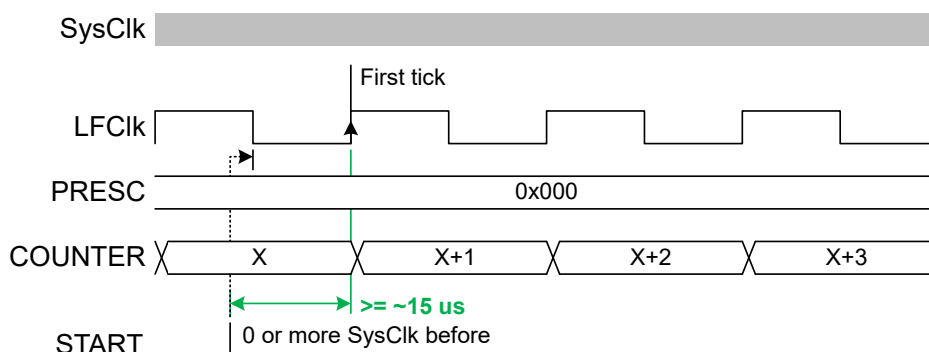 SysClk
First tick
LFClk
PRESC
0x000
COUNTER
X
X+1
X+2
X+3
>= ~15 us
0 or more SysClk before
START